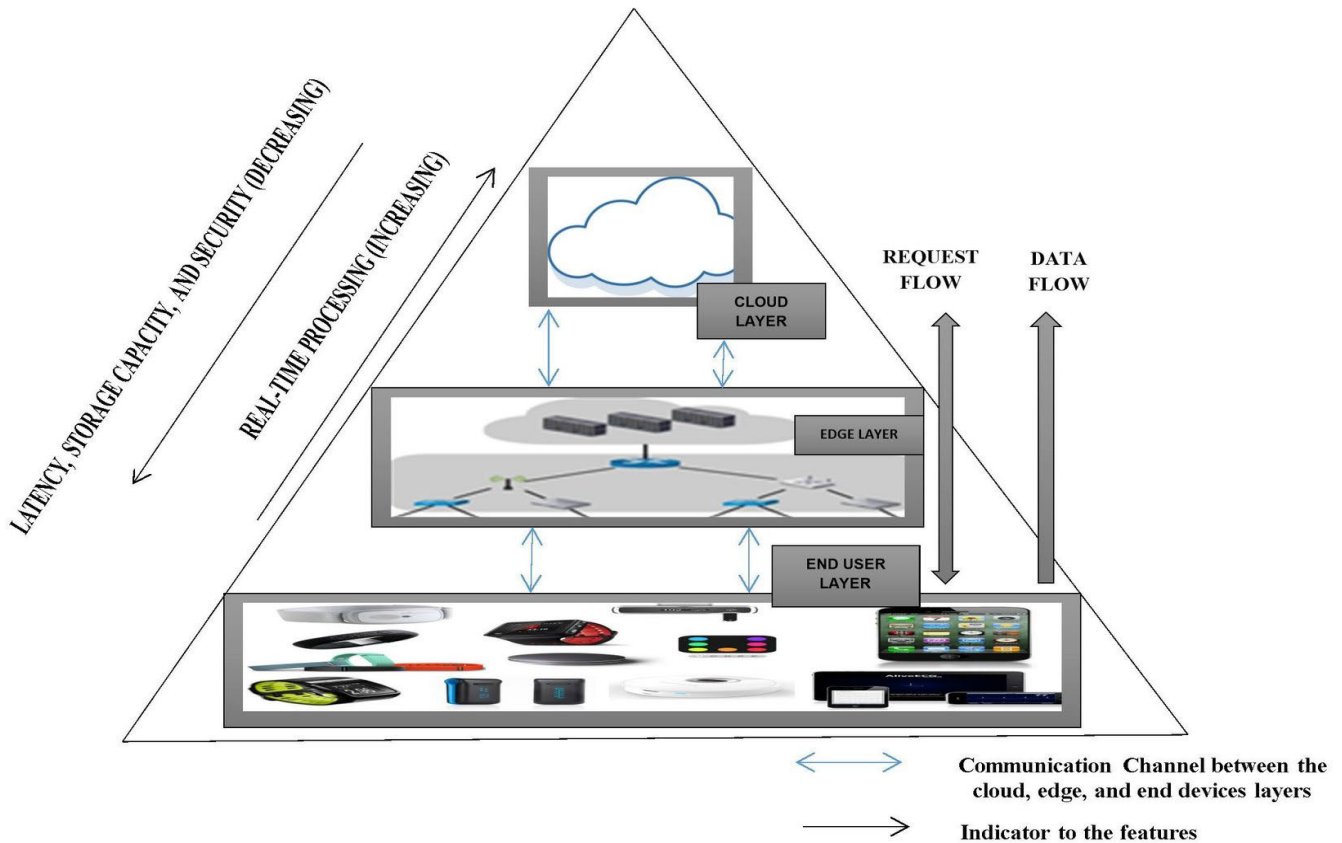 LATENCY, STORAGE CAPACITY, AND SECURITY (DECREASING)
REAL-TIME PROCESSING (INCREASING)
CLOUD
LAYER
REQUEST
FLOW
DATA
FLOW
EDGE LAYER
END USER
LAYER
AliveECG
Communication Channel between the
cloud, edge, and end devices layers
Indicator to the features